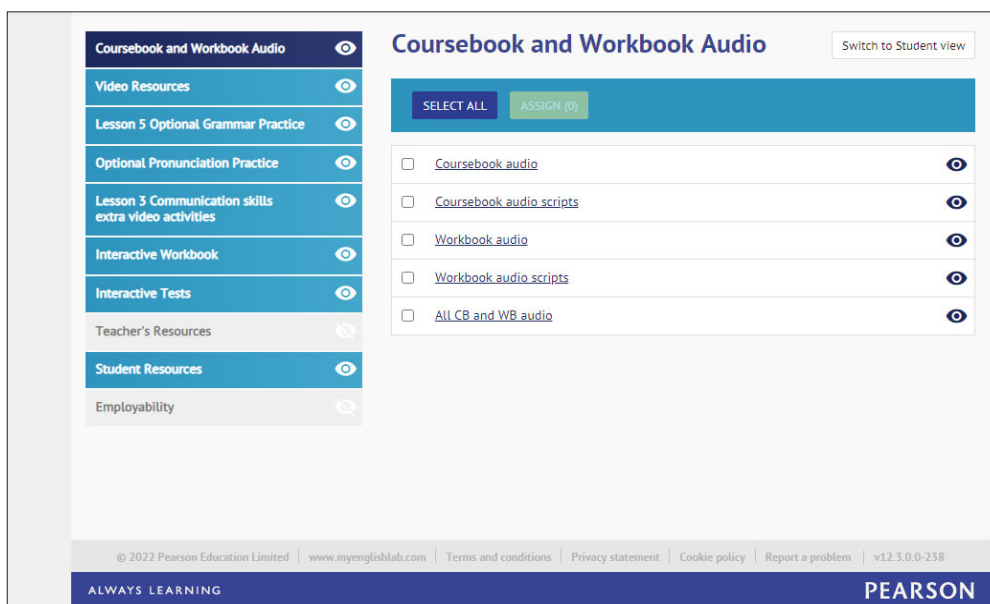 Coursebook and Workbook Audio
Video Resources
Lesson 5 Optional Grammar Practice
Optional Pronunciation Practice
Lesson 3 Communication skills
extra video activities
Interactive Workbook
Interactive Tests
Teacher's Resources
Student Resources
Employability
Coursebook and Workbook Audio
Switch to Student view
SELECT ALL
ASSIGN (0)
Coursebook audio
Coursebook audio scripts
Workbook audio
Workbook audio scripts
All CB and WB audio
© 2022 Pearson Education Limited | www.myenglishlab.com | Terms and conditions | Privacy statement | Cookie policy | Report a problem | v12.3.0.0-238
ALWAYS LEARNING
PEARSON